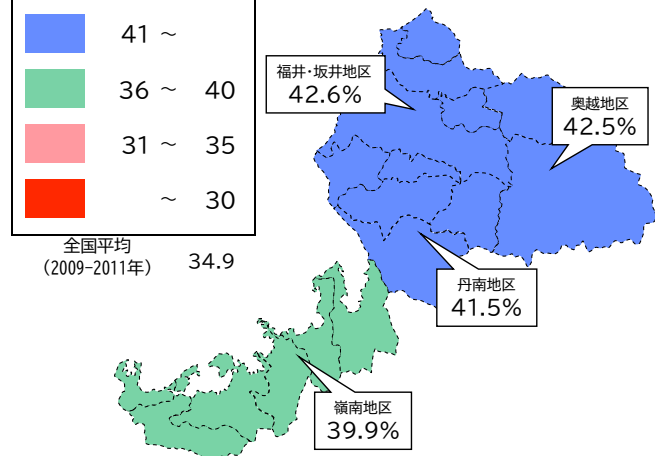 41 ～
36 ～ 40
31 ～ 35
～ 30
全国平均
（2009-2011年） 34.9
福井・坂井地区
42.6%
奥越地区
42.5%
丹南地区
41.5%
嶺南地区
39.9%